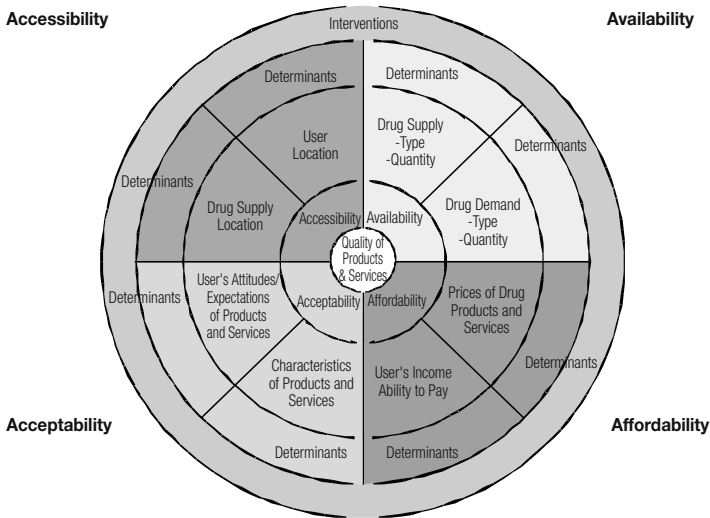 Accessibility
Availability
Interventions
Determinants
Determinants
User
Location
Drug Supply
-Type
-Quantity
Determinants
Determinants
Drug Supply
Location
Drug Demand
-Type
-Quantity
Accessibility
Availability
Quality of
Products
& Services
Acceptability
Affordability
Determinants
User's Attitudes/
Expectations
of Products
and Services
Prices of Drug
Products and
Services
Determinants
Characteristics
of Products and
Services
User's Income
Ability to Pay
Determinants
Determinants
Acceptability
Affordability